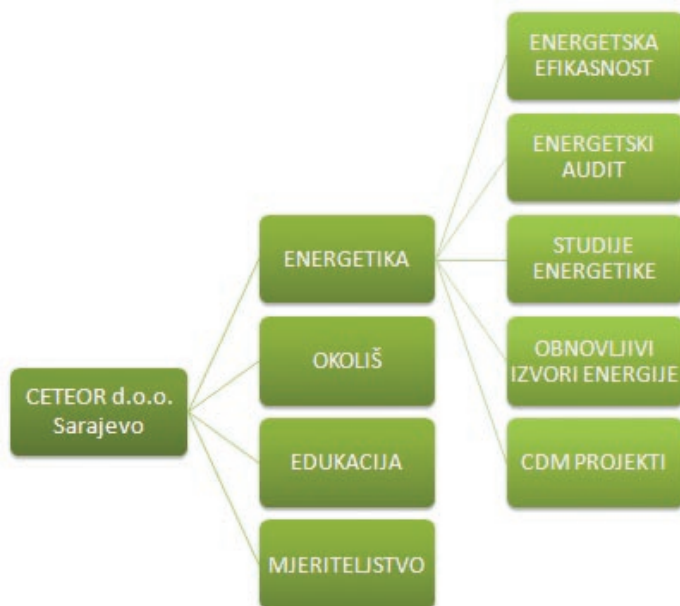 CETEOR d.o.o.
Sarajevo
ENERGETIKA
OKOLIŠ
EDUKACIJA
MJERITELJSTVO
ENERGETSKA
EFIKASNOST
ENERGETSKI
AUDIT
STUDIJE
ENERGETIKE
OBNOVLJIVI
IZVORI ENERGIJE
CDM PROJEKTI